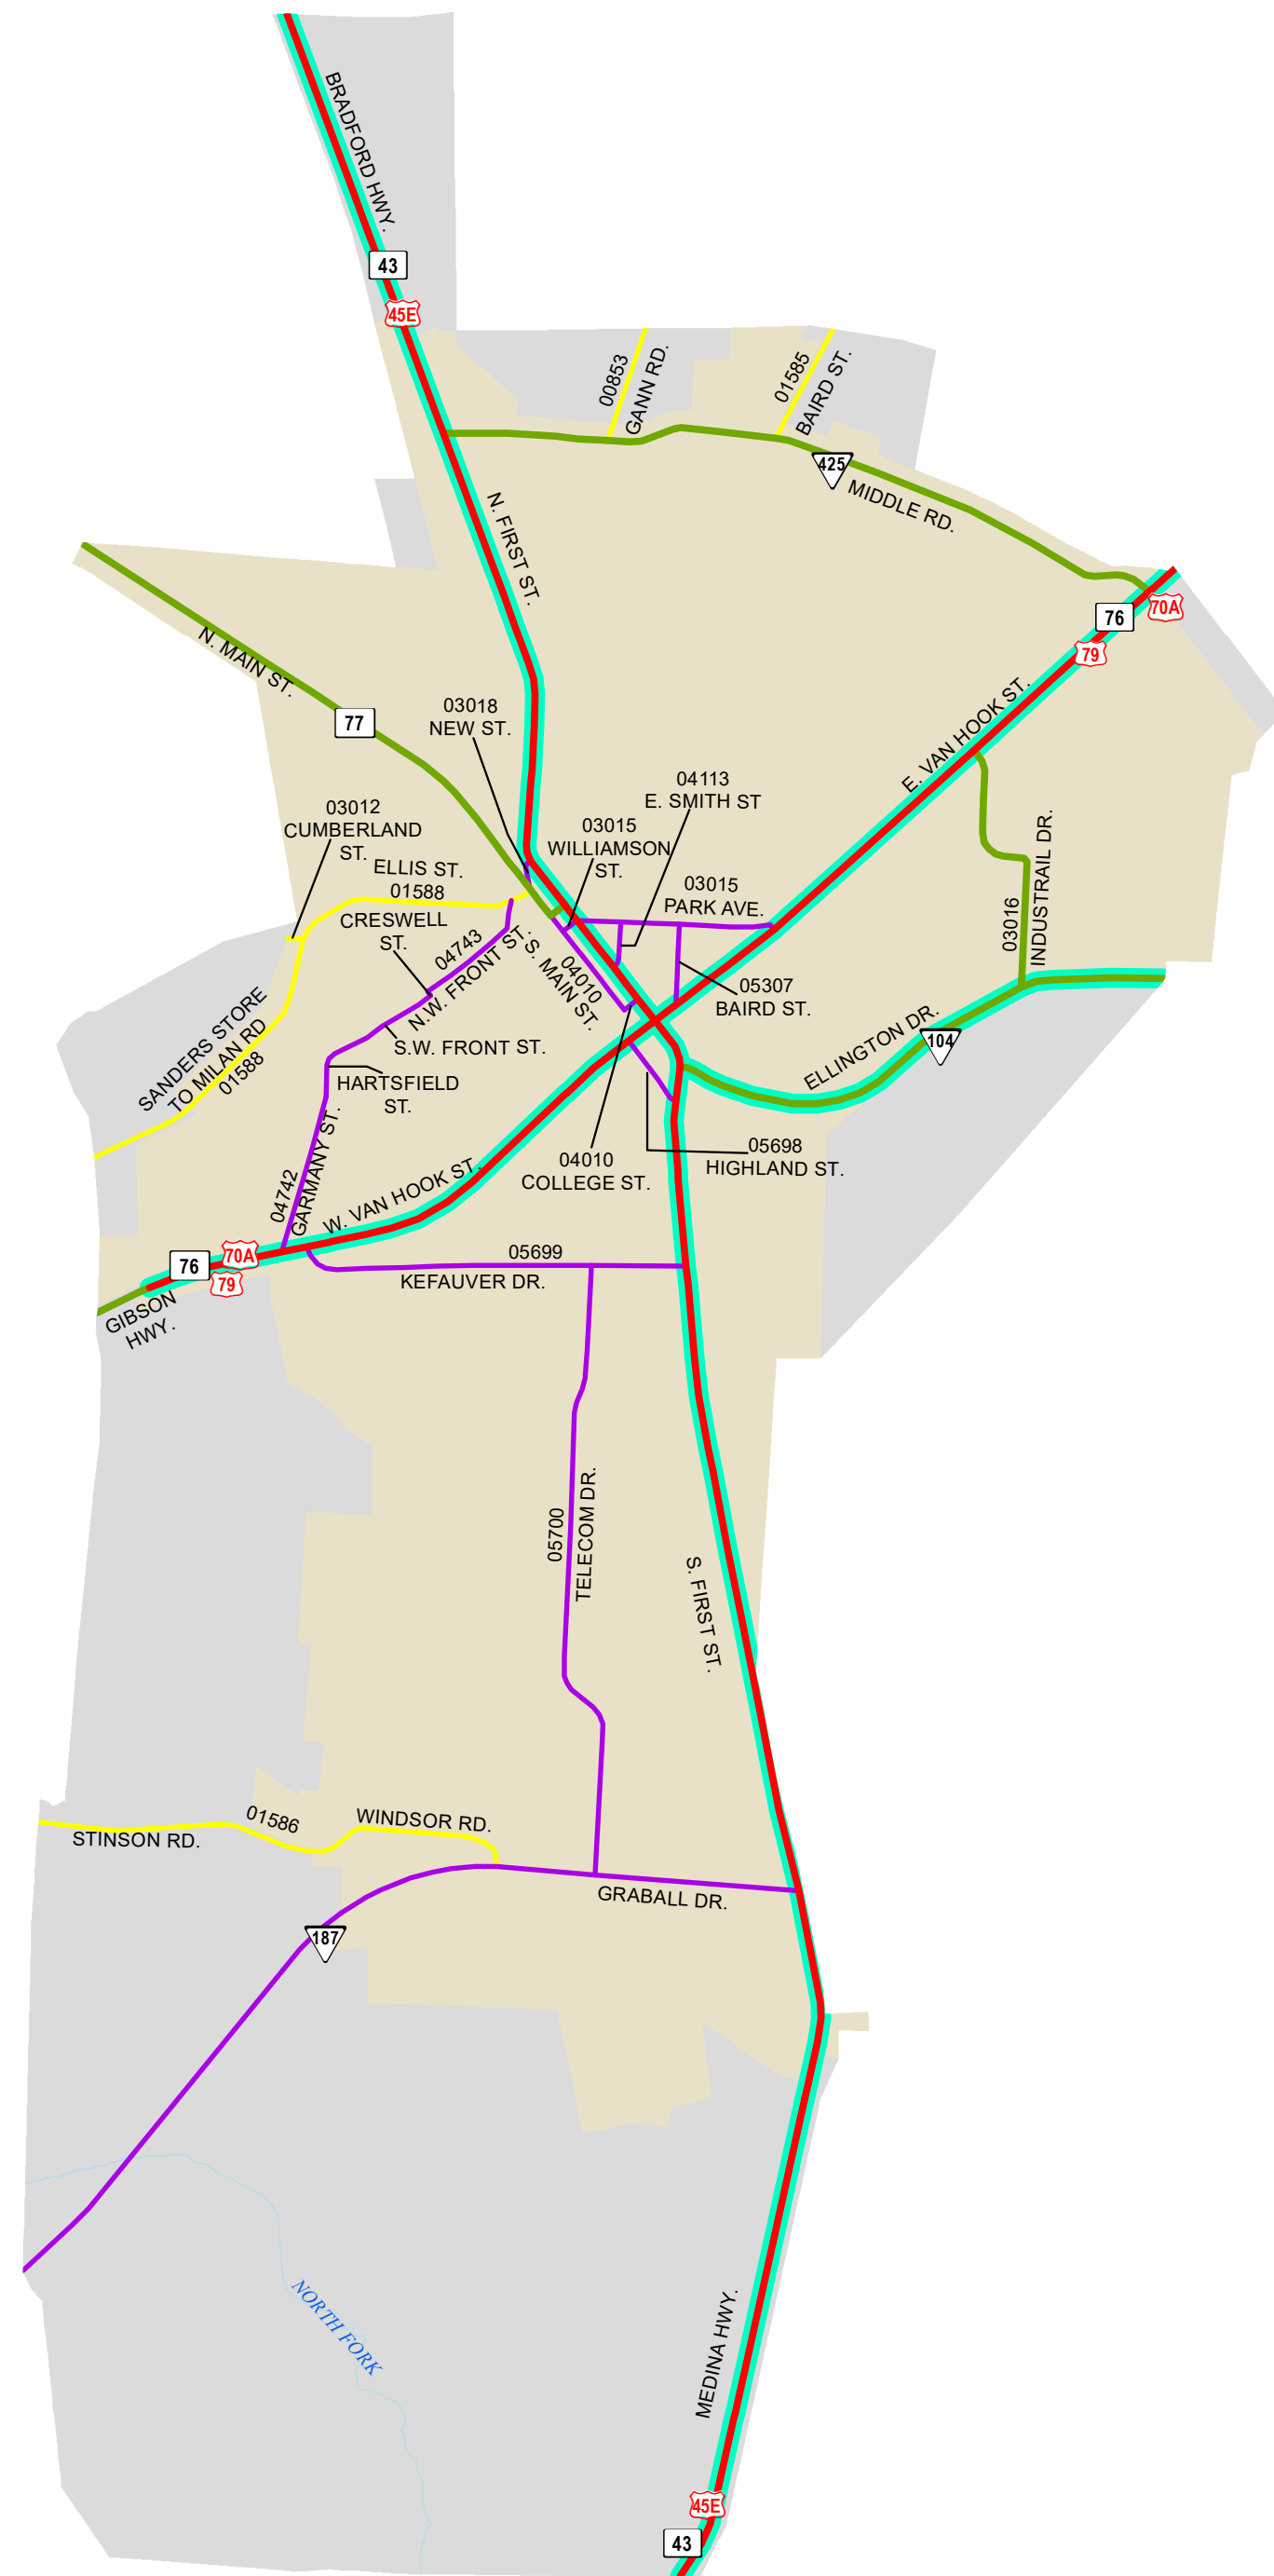 BRADFORD HWY.
43
45E
00853
GANN RD.
01585
BAIRD ST.
425
MIDDLE RD.
N. FIRST ST.
70A
76
79
N. MAIN ST.
77
E. VAN HOOK ST.
03018
NEW ST.
04113
E. SMITH ST
03012
CUMBERLAND
ST.
03015
WILLIAMSON
ST.
ELLIS ST.
01588
03015
PARK AVE.
INDUSTRAIL DR.
03016
CRESWELL
ST.
04743
N.W. FRONT ST.
S. MAIN ST.
04010
05307
BAIRD ST.
SANDERS STORE
TO MILAN RD
01588
S.W. FRONT ST.
ELLINGTON DR.
104
HARTSFIELD
ST.
05698
HIGHLAND ST.
04010
COLLEGE ST.
04742
GARMANY ST.
W. VAN HOOK ST.
76
70A
79
05699
KEFAUVER DR.
GIBSON
HWY.
05700
TELECOM DR.
S. FIRST ST.
01586
WINDSOR RD.
STINSON RD.
GRABALL DR.
187
NORTH FORK
MEDINA HWY.
45E
43